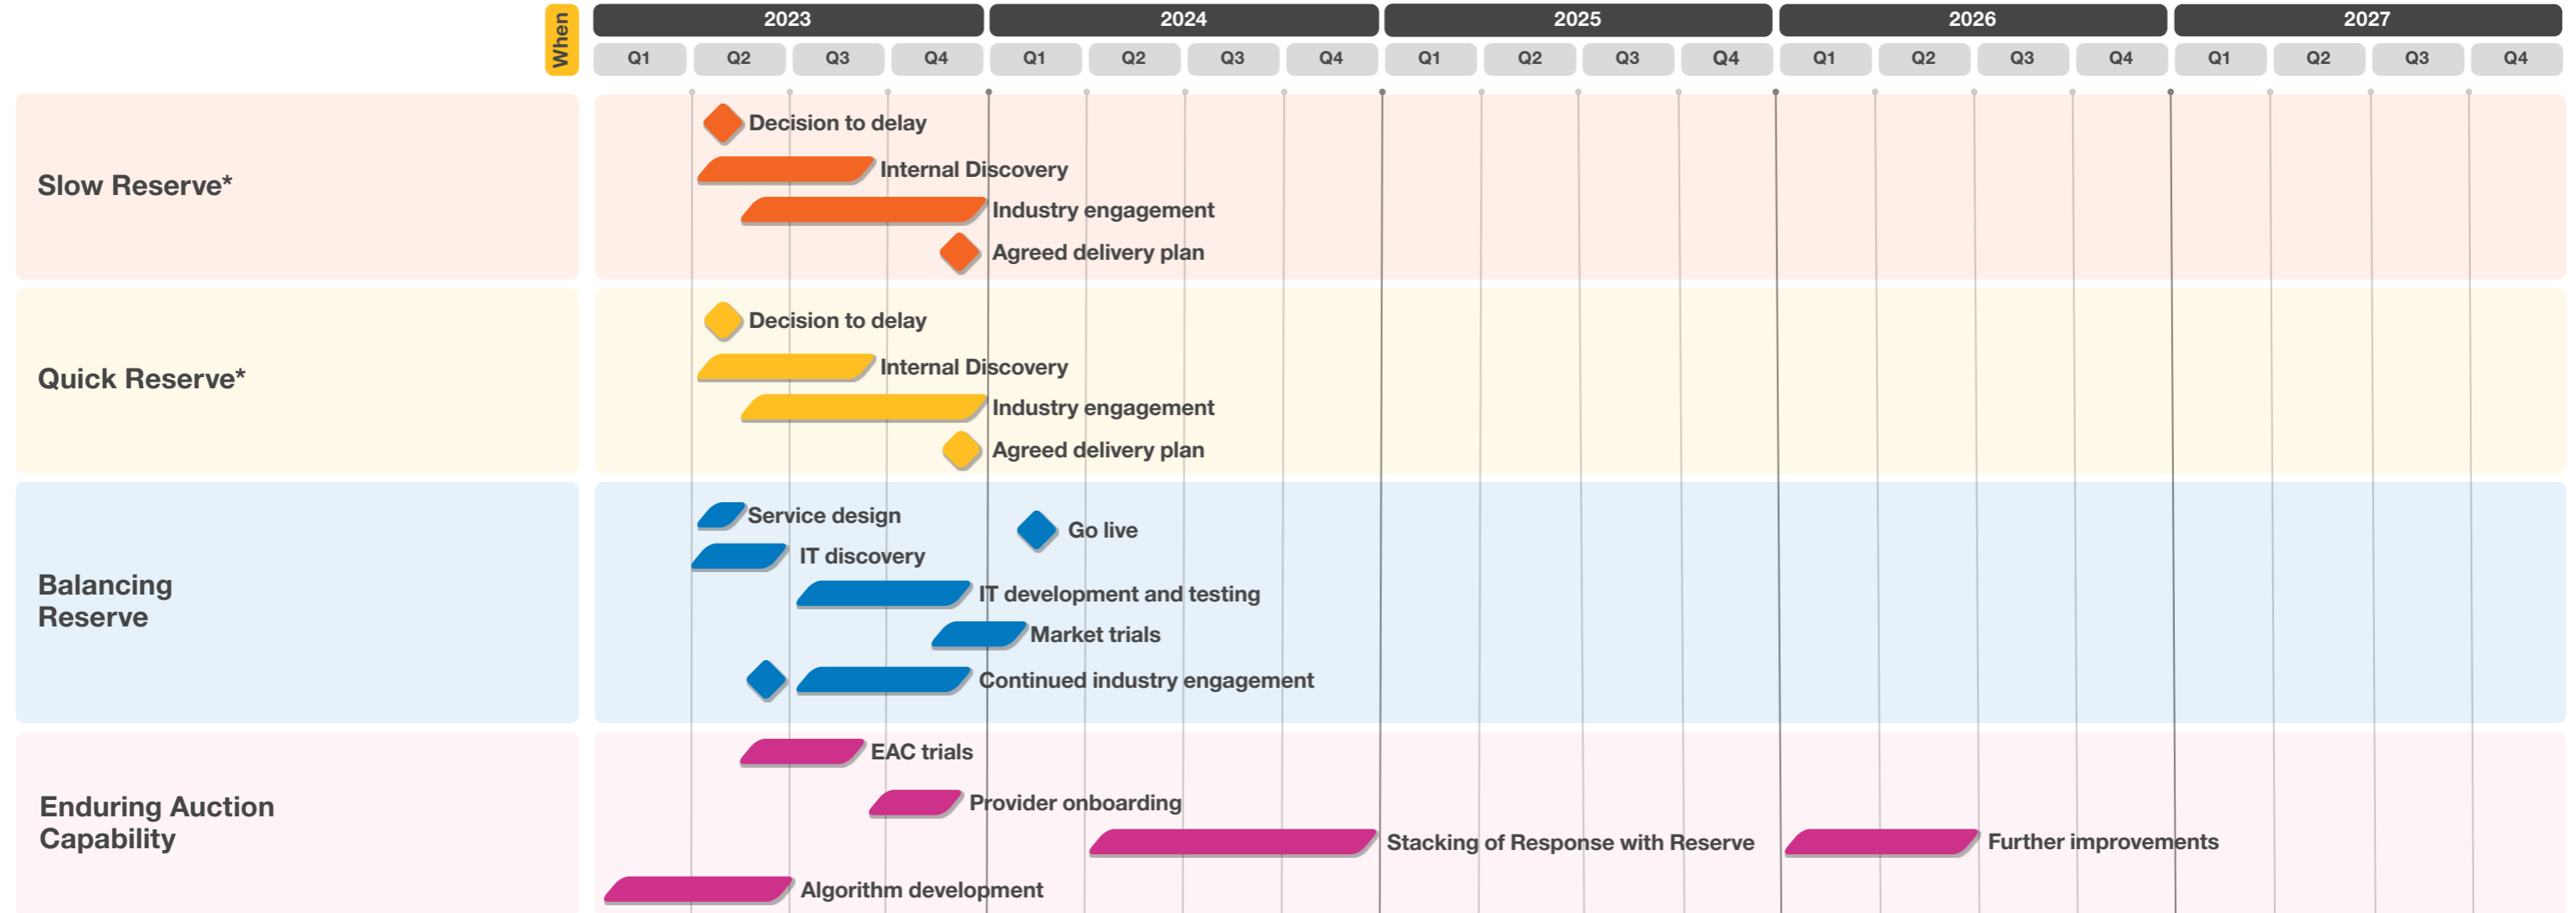 When
2023
2024
2025
2026
2027
Q1 Q2 Q3 Q4 Q1 Q2 Q3 Q4 Q1 Q2 Q3 Q4 Q1 Q2 Q3 Q4 Q1 Q2 Q3 Q4
Slow Reserve*
Decision to delay
Internal Discovery
Industry engagement
Agreed delivery plan
Quick Reserve*
Decision to delay
Internal Discovery
Industry engagement
Agreed delivery plan
Balancing
Reserve
Service design
Go live
IT discovery
IT development and testing
Market trials
Continued industry engagement
Enduring Auction
Capability
EAC trials
Provider onboarding
Stacking of Response with Reserve
Further improvements
Algorithm development